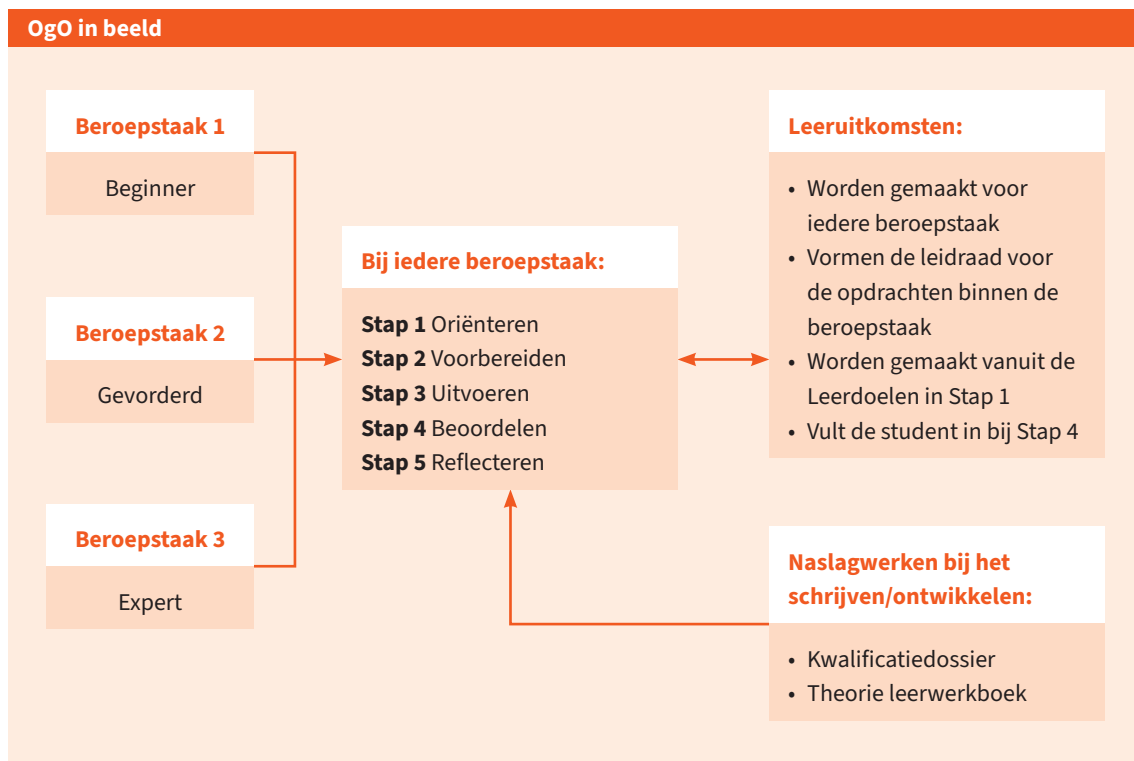 OgO in beeld
Beroepstaak 1
Beginner
Beroepstaak 2
Gevorderd
Beroepstaak 3
Expert
Bij iedere beroepstaak:
Stap 1 Oriënteren
Stap 2 Voorbereiden
Stap 3 Uitvoeren
Stap 4 Beoordelen
Stap 5 Reflecteren
Leeruitkomsten:
• Worden gemaakt voor
iedere beroepstaak
• Vormen de leidraad voor
de opdrachten binnen de
beroepstaak
• Worden gemaakt vanuit de
Leerdoelen in Stap 1
• Vult de student in bij Stap 4
Naslagwerken bij het
schrijven/ontwikkelen:
• Kwalificatiedossier
• Theorie leerwerkboek